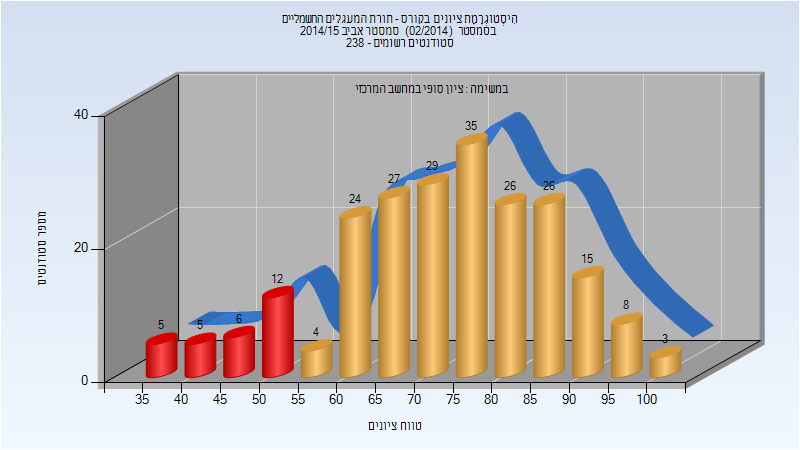 היסטוגרמת ציונים בקורס - תורת המעגלים החשמליים
בסמסטר (02/2014) סמסטר אביב 2014/15
סטודנטים רשומים - 238
במשימה : ציון סופי במחשב המרכזי
40
20
0
מספר סטודנטים
5
5
6
12
4
24
27
29
35
26
26
15
8
3
35 40 45 50 55 60 65 70 75 80 85 90 95 100
טווח ציונים